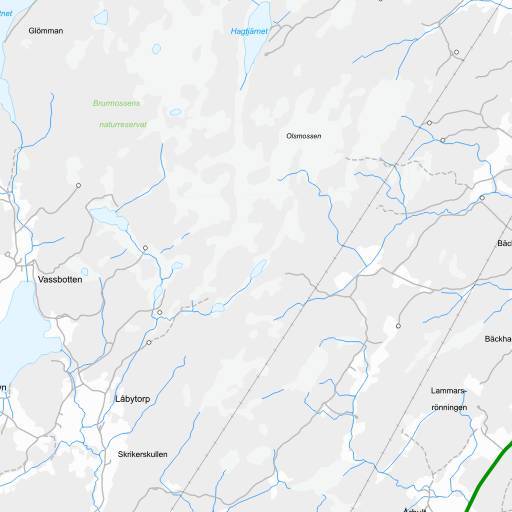 Glömman
Hagtjärnet
Brurmossens
naturreservat
Olsmossen
Vassbotten
Lammars-
rönningen
Låbytorp
Skrikerskullen